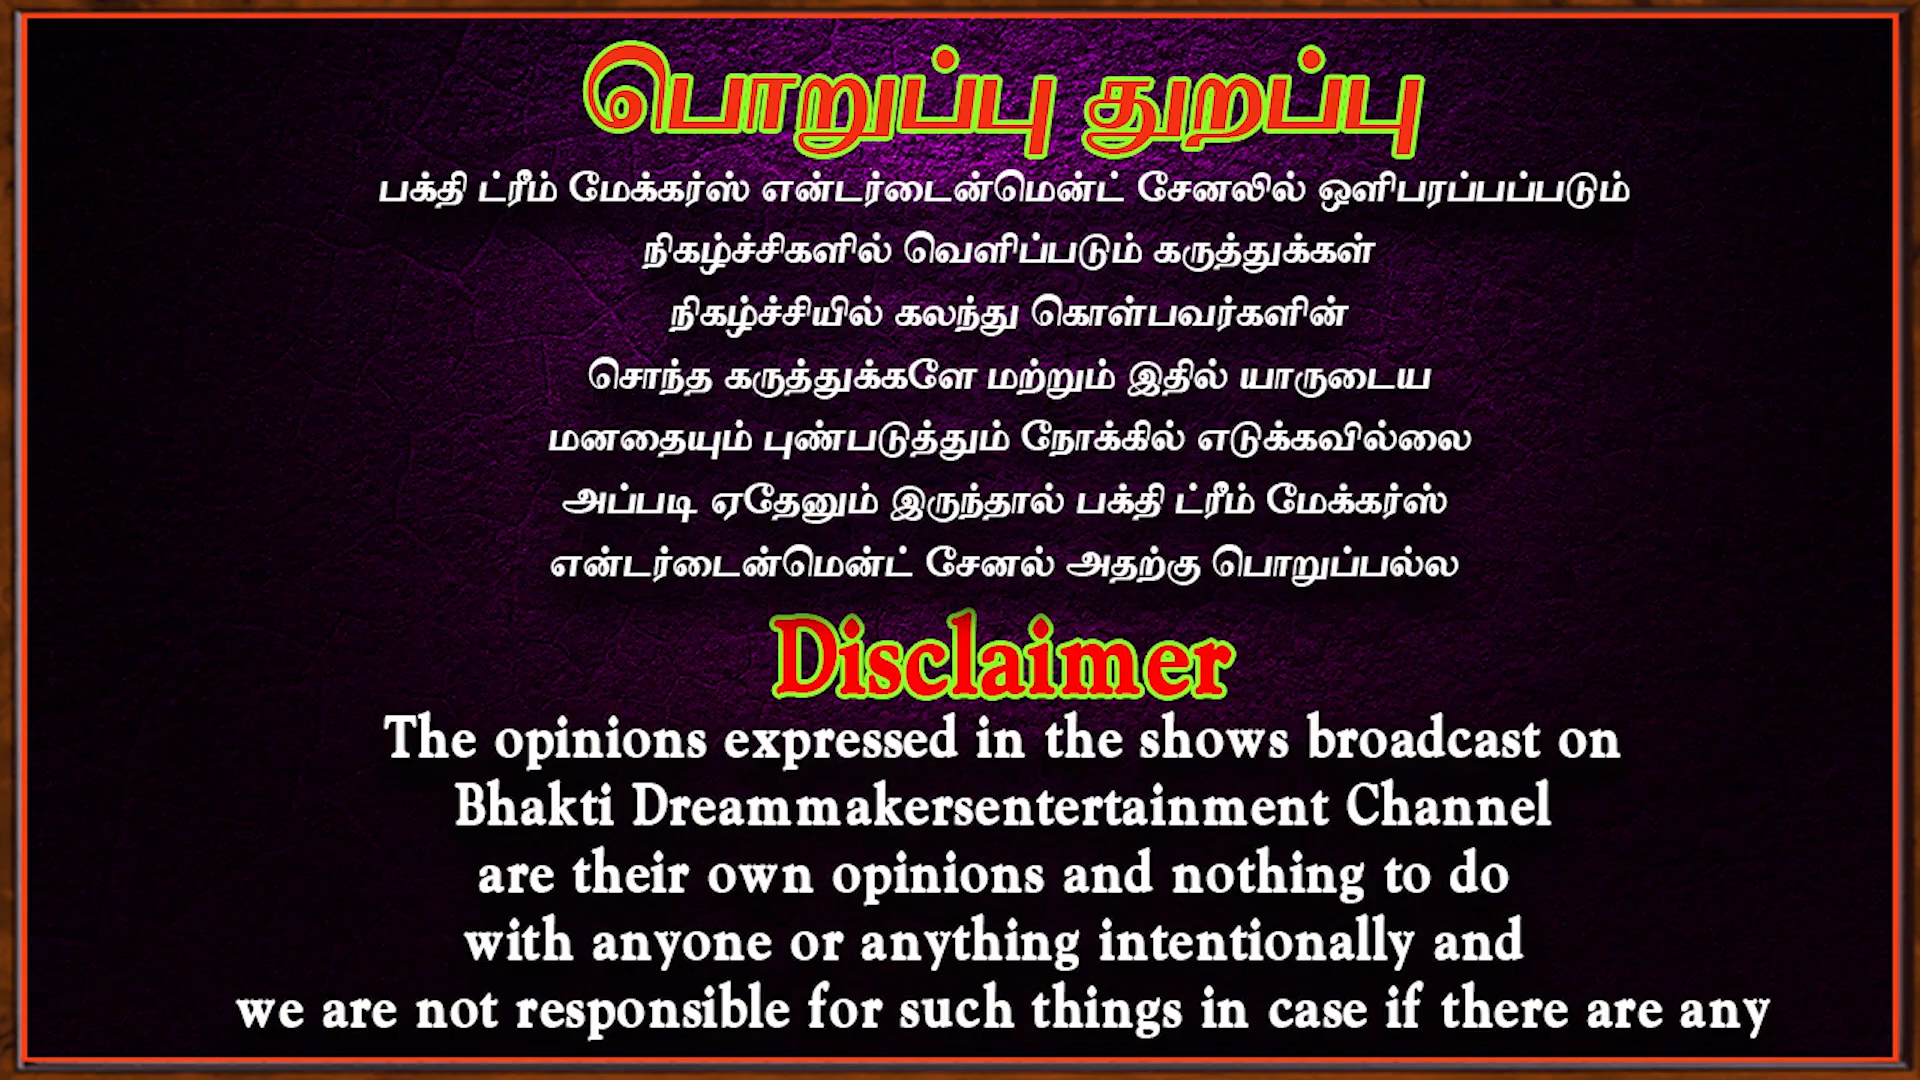 பொறுப்பு துறப்பு
பக்தி ட்ரீம் மேக்கர்ஸ் என்டர்டைன்மென்ட் சேனலில் ஒளிபரப்பப்படும்
நிகழ்ச்சிகளில் வெளிப்படும் கருத்துக்கள்
நிகழ்ச்சியில் கலந்து கொள்பவர்களின்
சொந்த கருத்துக்களே மற்றும் இதில் யாருடைய
மனதையும் புண்படுத்தும் நோக்கில் எடுக்கவில்லை
அப்படி ஏதேனும் இருந்தால் பக்தி ட்ரீம் மேக்கர்ஸ்
என்டர்டைன்மென்ட் சேனல் அதற்கு பொறுப்பல்ல
Disclaimer
The opinions expressed in the shows broadcast on
Bhakti Dreammakersentertainment Channel
are their own opinions and nothing to do
with anyone or anything intentionally and
we are not responsible for such things in case if there are any